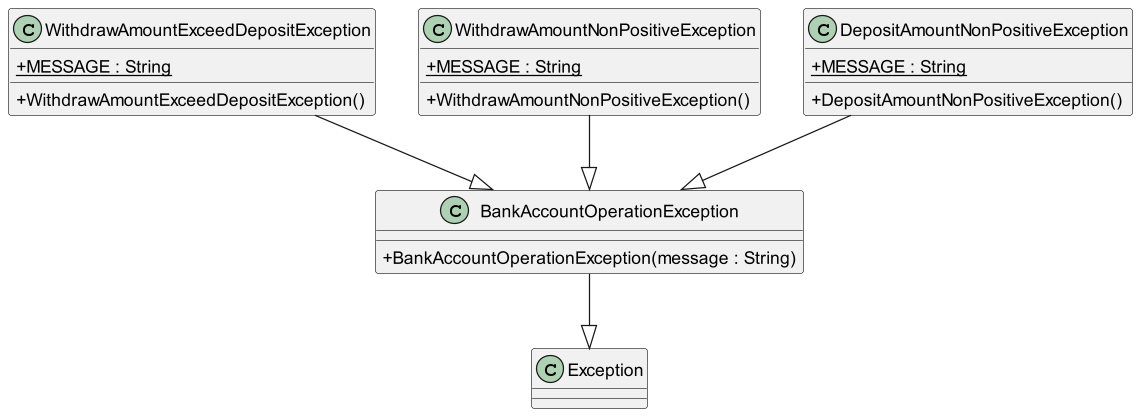 C WithdrawAmountExceedDepositException
+MESSAGE : String
+WithdrawAmountExceedDepositException()
C WithdrawAmountNonPositiveException
+MESSAGE : String
+WithdrawAmountNonPositiveException()
C DepositAmountNonPositiveException
+MESSAGE : String
+DepositAmountNonPositiveException()
C BankAccountOperationException
+BankAccountOperationException(message : String)
C Exception